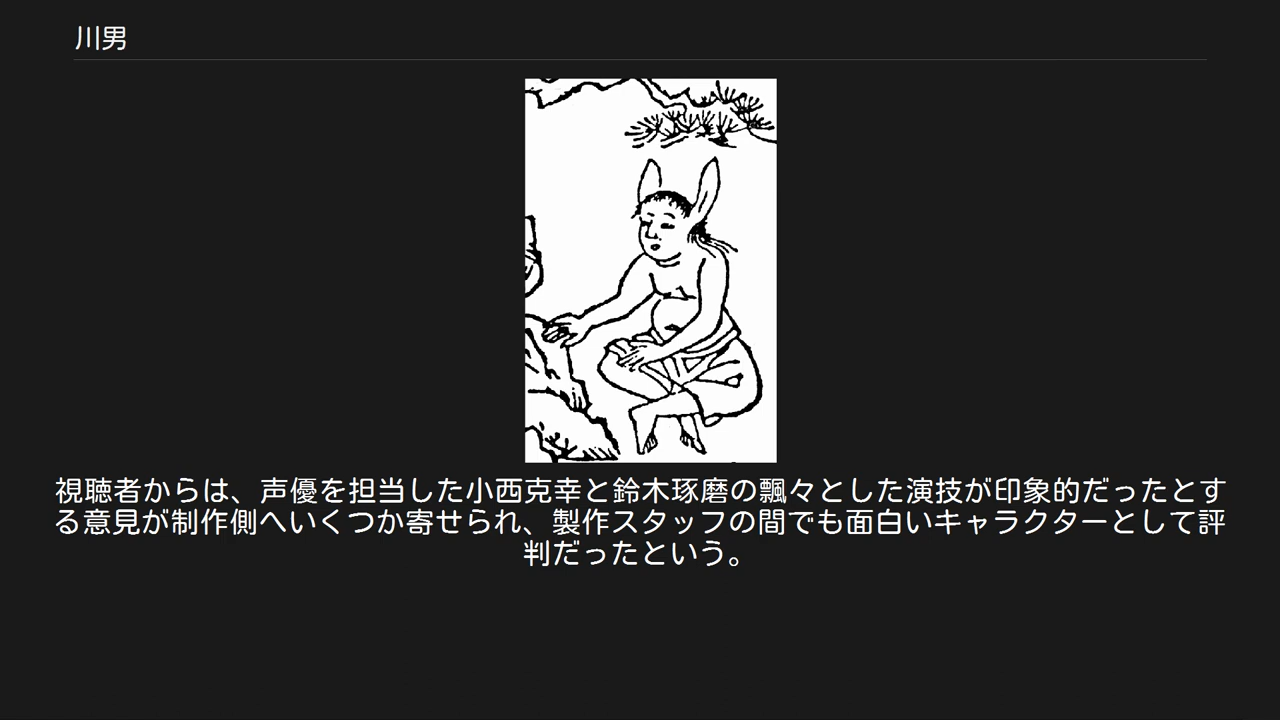 川男
視聴者からは、声優を担当した小西克幸と鈴木琢磨の飄々とした演技が印象的だったとす
る意見が制作側へいくつか寄せられ、製作スタッフの間でも面白いキャラクターとして評
判だったという。